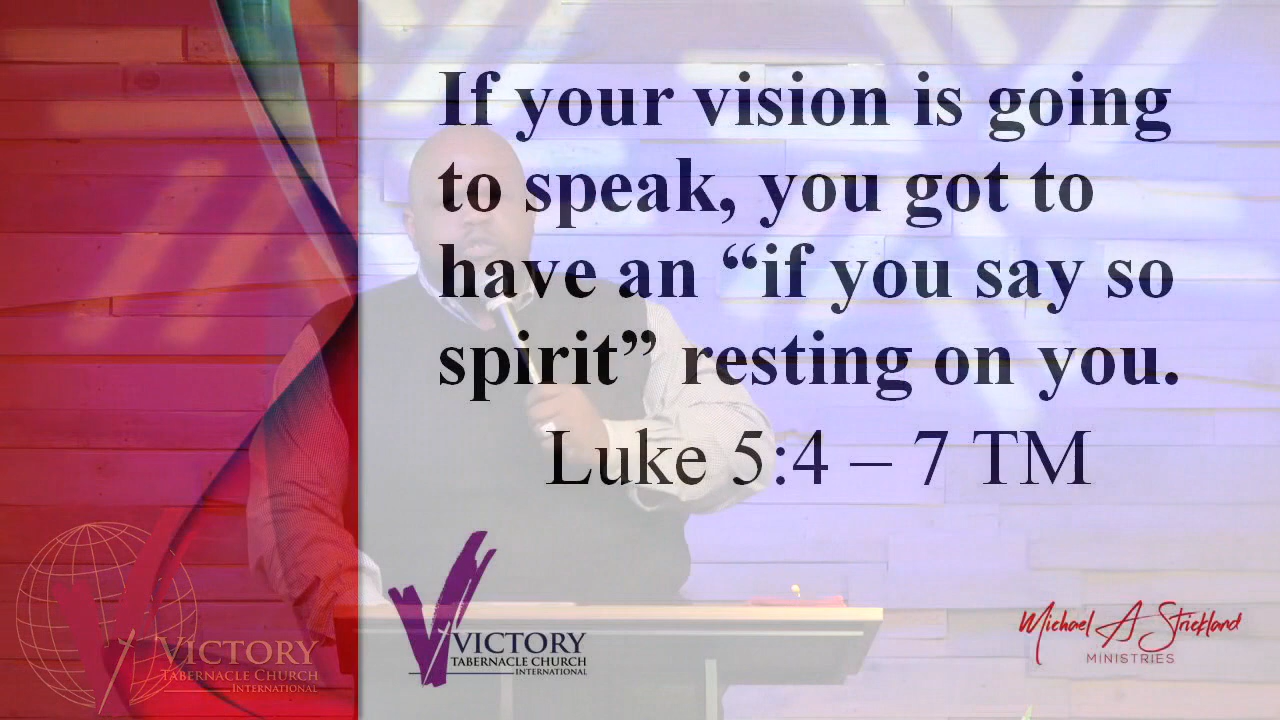 If your vision is going
to speak, you got to
have an “if you say so
spirit” resting on you.
Luke 5:4 – 7 TM
VICTORY
TABERNACLE CHURCH
INTERNATIONAL
VICTORY
TABERNACLE CHURCH
INTERNATIONAL
Michael A Strickland
MINISTRIES